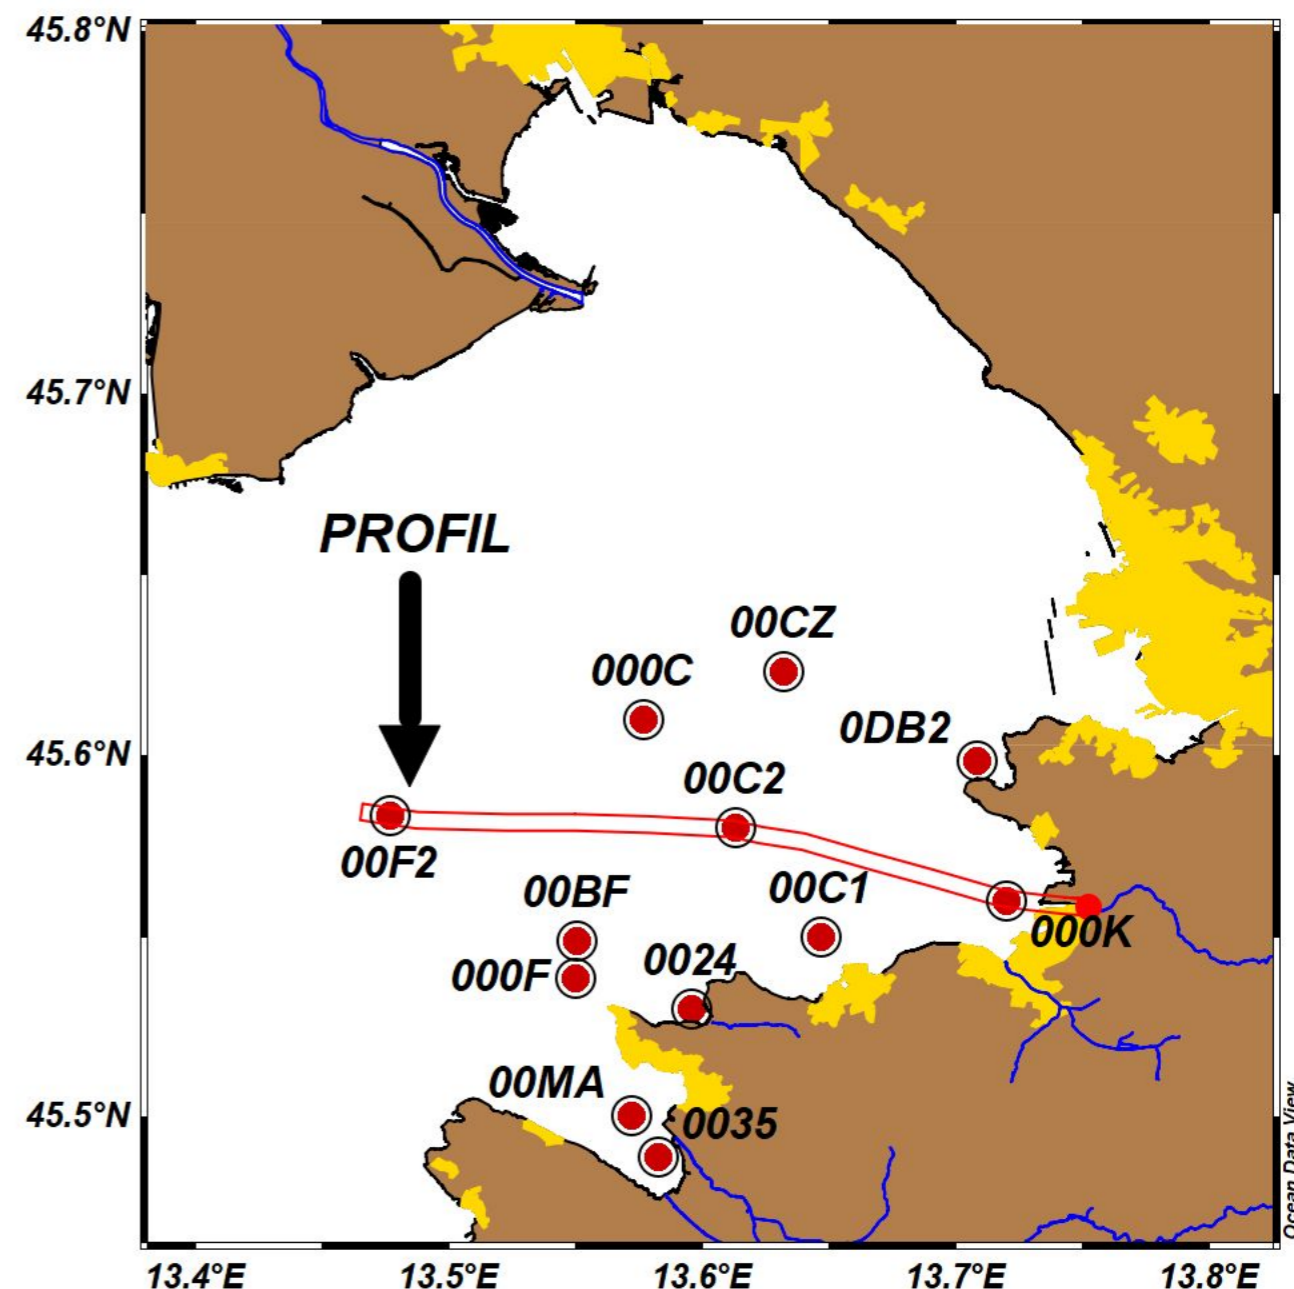 45.8°N
45.7°N
PROFIL
00CZ
000C
0DB2
45.6°N
00C2
00F2
00BF
00C1
000K
000F
0024
00MA
45.5°N
0035
Ocean Data View
13.4°E
13.5°E
13.6°E
13.7°E
13.8°E